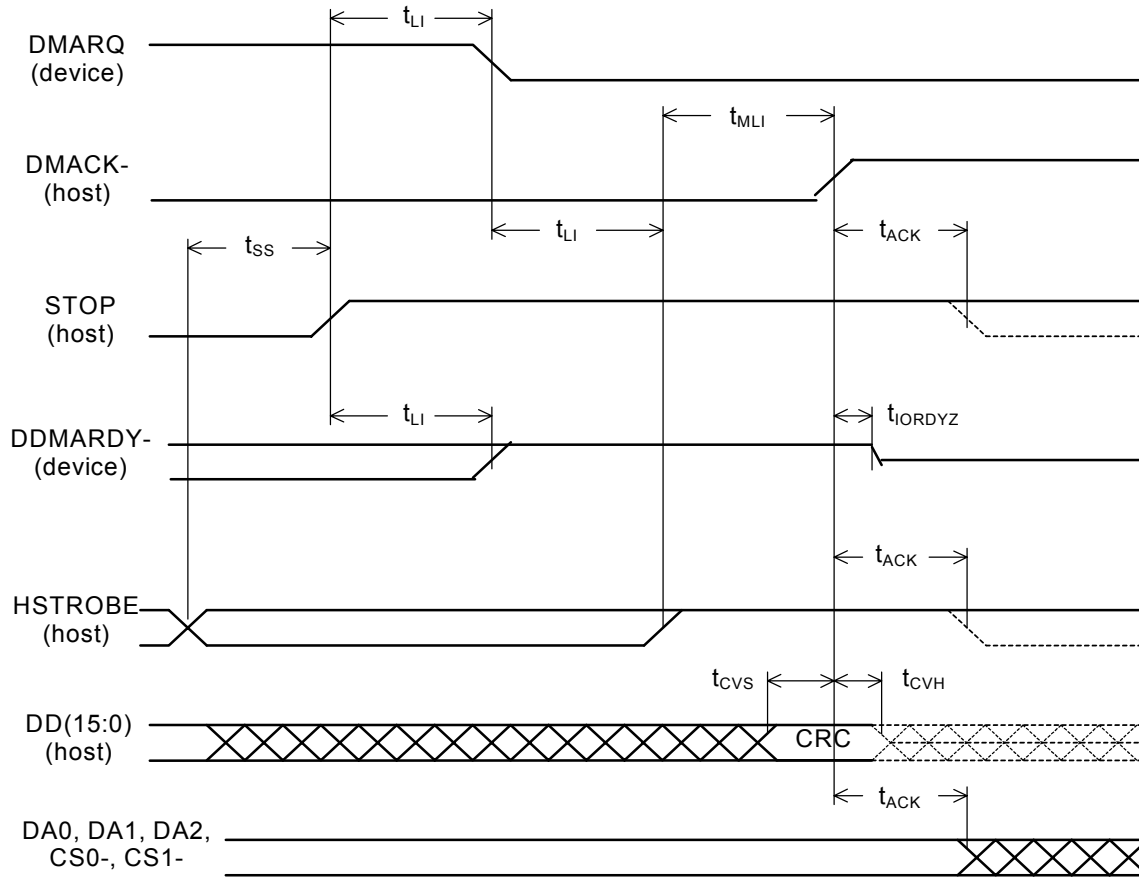 tLI
DMARQ
(device)
tMLI
DMACK-
(host)
tSS
tLI
tACK
STOP
(host)
tLI
tIORDYZ
DDMARDY-
(device)
tACK
HSTROBE
(host)
tCVS
tCVH
DD(15:0)
(host)
CRC
tACK
DA0, DA1, DA2,
CS0-, CS1-